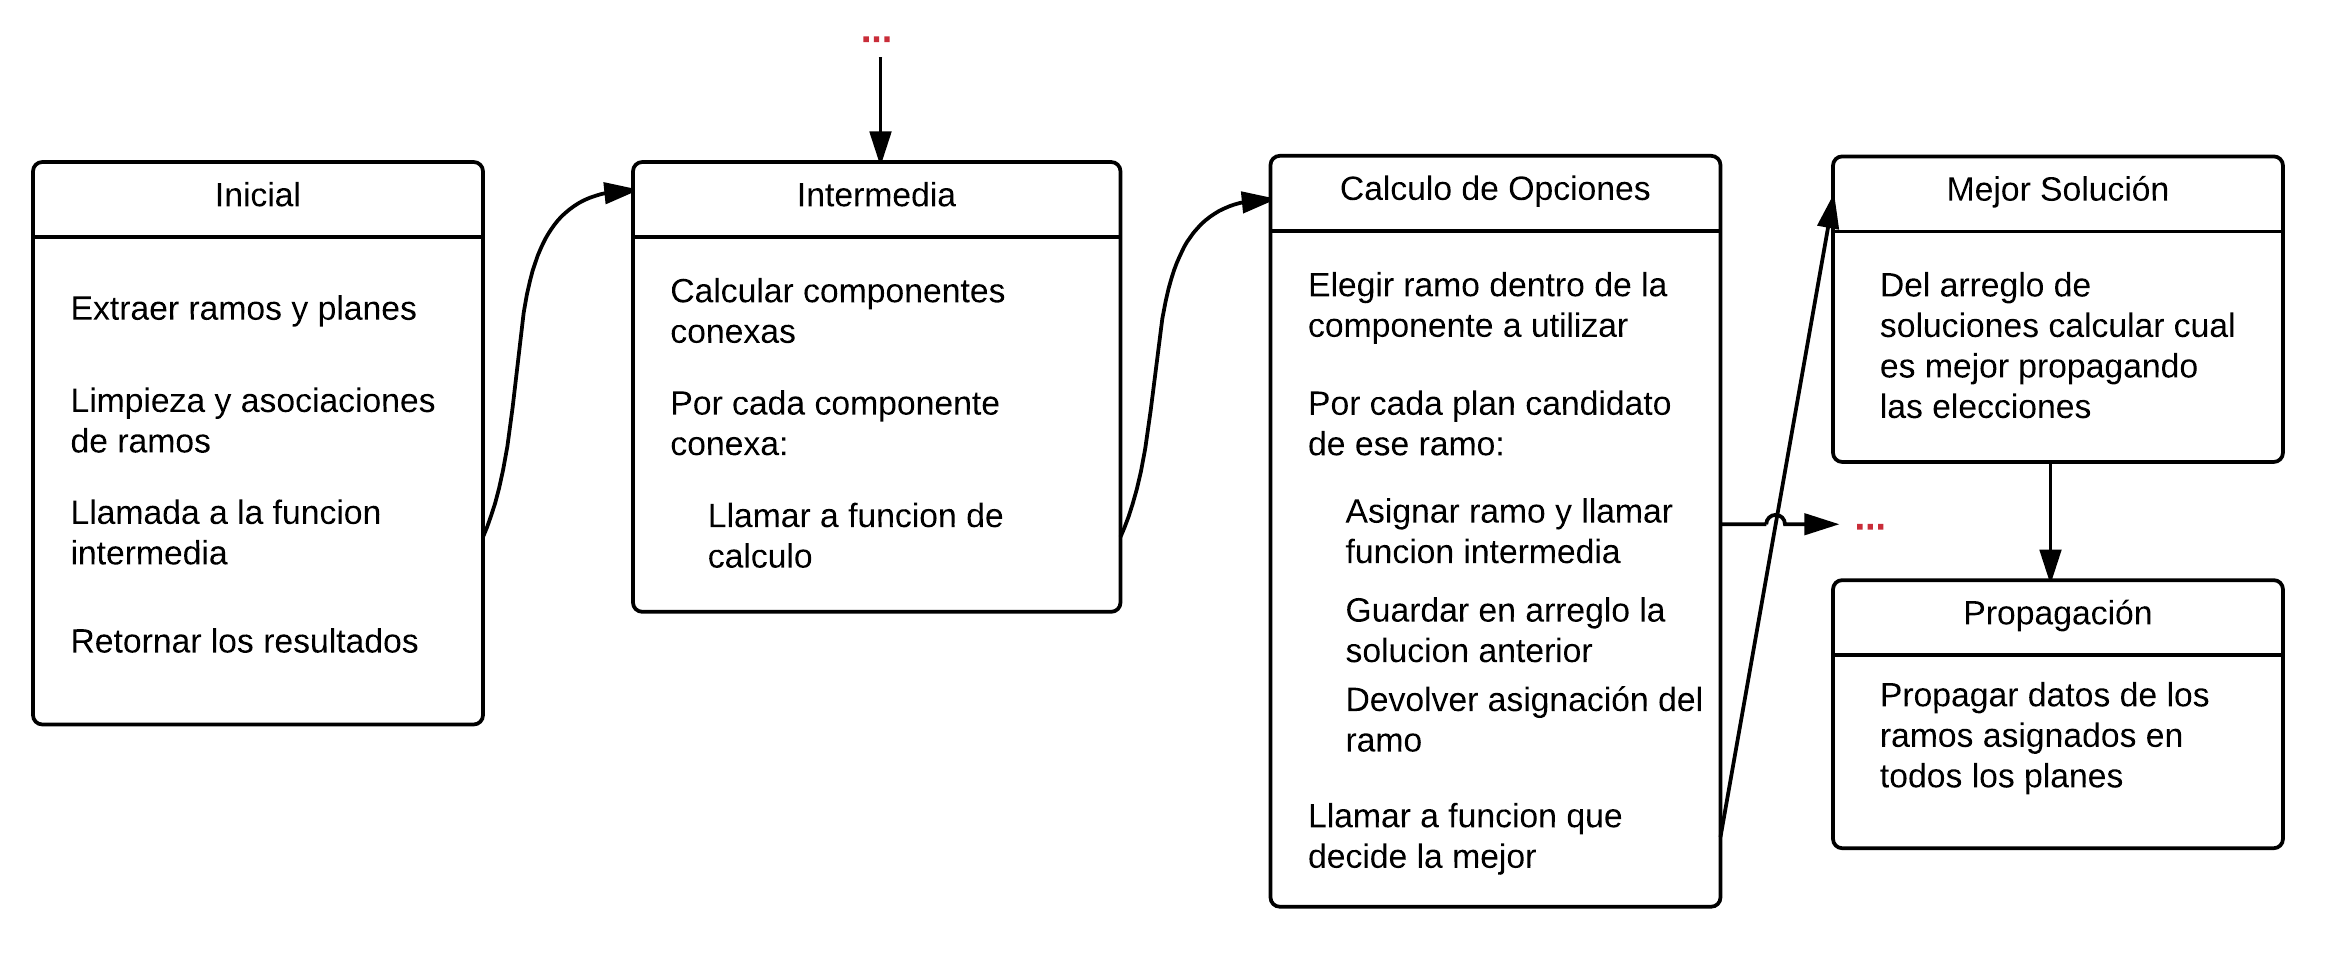 ...
Inicial
Extraer ramos y planes
Limpieza y asociaciones
de ramos
Llamada a la funcion
intermedia
Retornar los resultados
Intermedia
Calcular componentes
conexas
Por cada componente
conexa:
Llamar a funcion de
calculo
Calculo de Opciones
Elegir ramo dentro de la
componente a utilizar
Por cada plan candidato
de ese ramo:
Asignar ramo y llamar
funcion intermedia
Guardar en arreglo la
solucion anterior
Devolver asignación del
ramo
Llamar a funcion que
decide la mejor
Mejor Solución
Del arreglo de
soluciones calcular cual
es mejor propagando
las elecciones
...
Propagación
Propagar datos de los
ramos asignados en
todos los planes